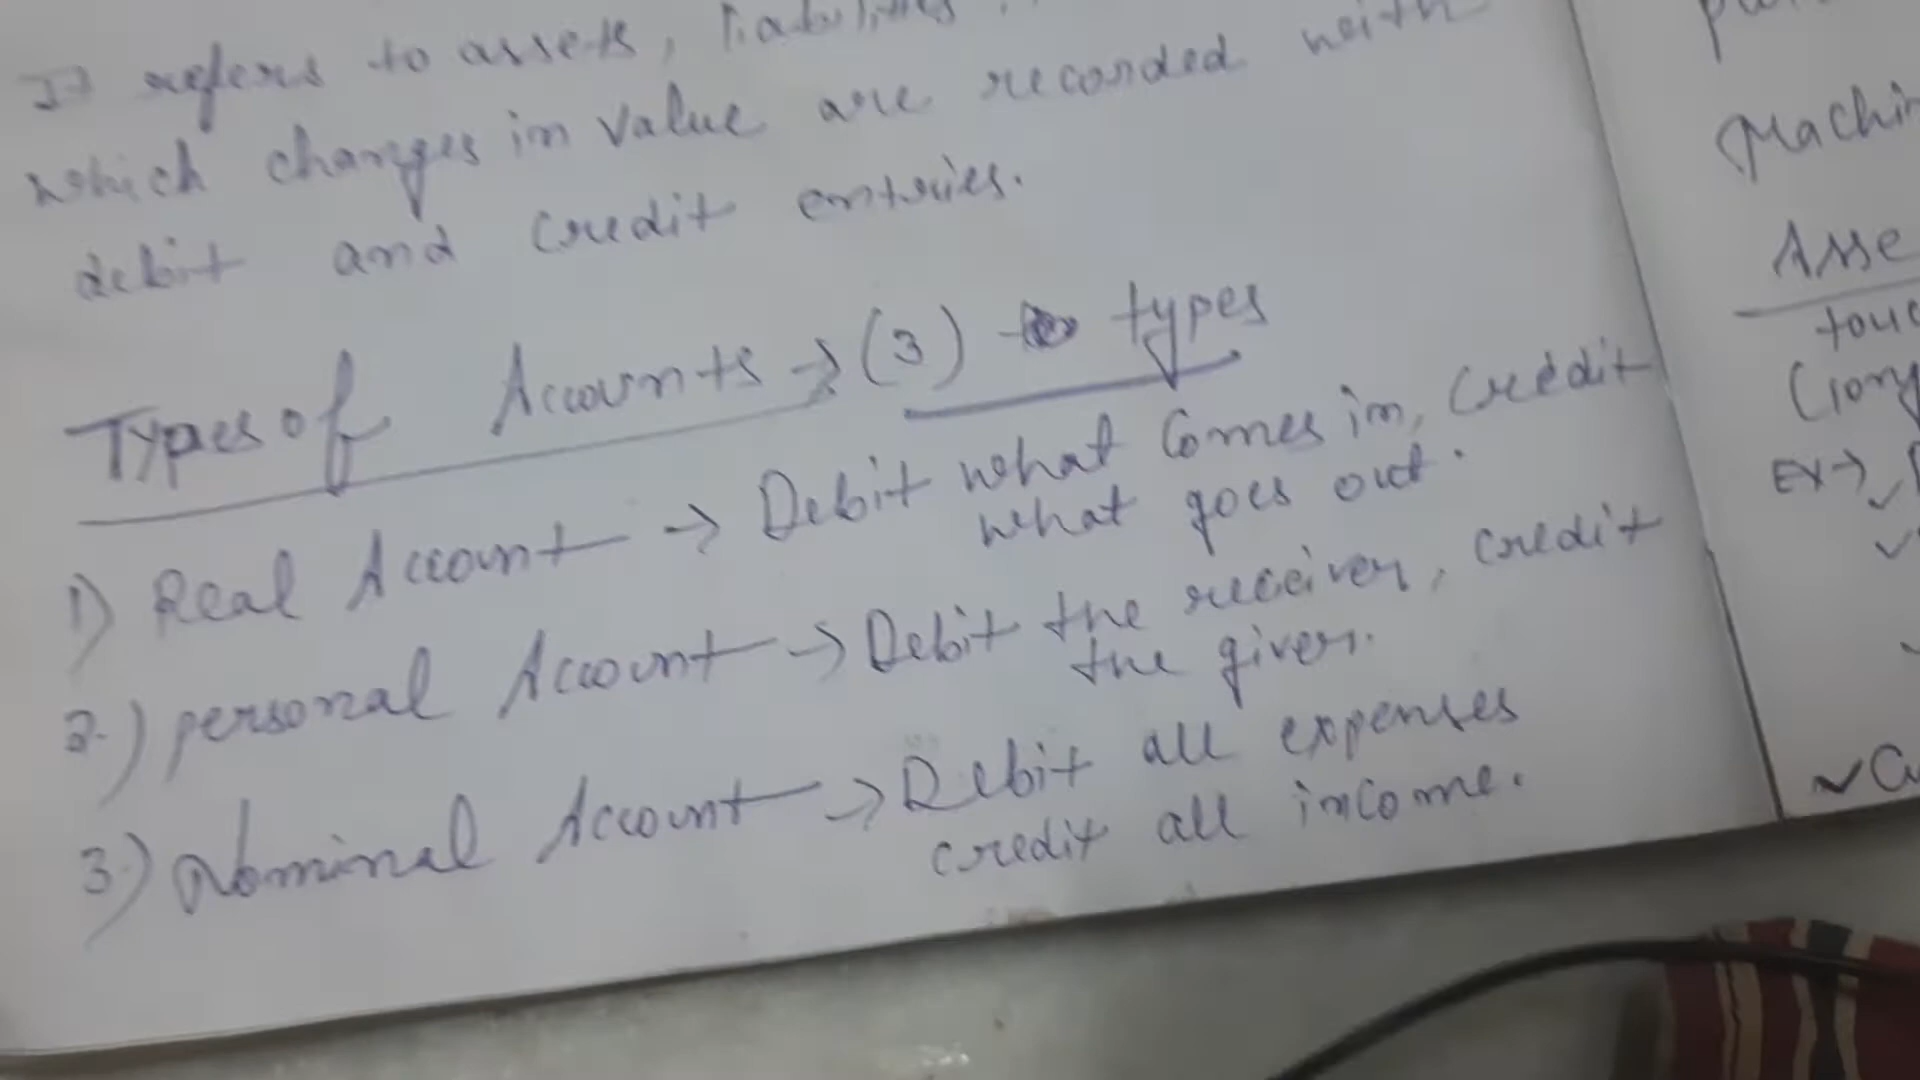 It refers to assets, liabilities
which changes in value are recorded with
debit and credit entries.
Types of Accounts → (3) types
1) Real Account → Debit what comes in, Credit
what goes out.
2.) personal Account → Debit the receiver, credit
the giver.
3.) Nominal Account → Debit all expenses
credit all income.
Machin
Asse
touc
(long
Ex →